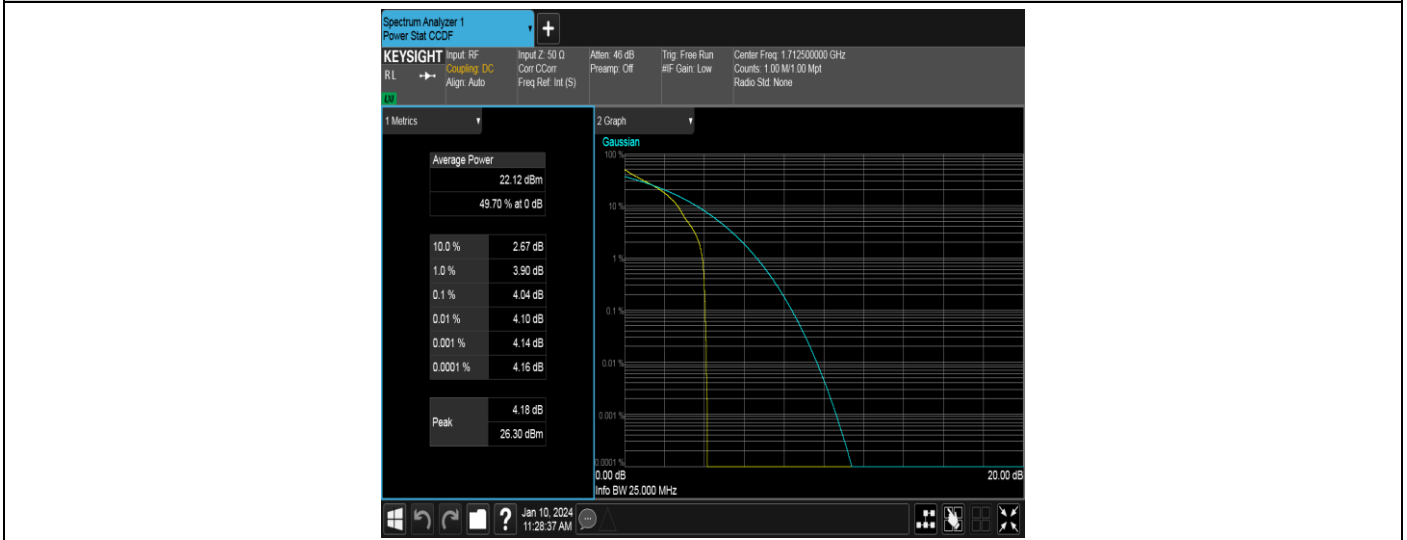 Spectrum Analyzer 1
Power Stat CCDF
+
KEYSIGHT Input: RF Input Z: 50 Ω Atten: 46 dB Trig: Free Run Center Freq: 1.712500000 GHz
RL Coupling: DC Corr CCorr Preamp: Off #IF Gain: Low Counts: 1.00 M/1.00 Mpt
Align: Auto Freq Ref: Int (S) Radio Std: None
1 Metrics
Average Power
22.12 dBm
49.70 % at 0 dB
10.0 % 2.67 dB
1.0 % 3.90 dB
0.1 % 4.04 dB
0.01 % 4.10 dB
0.001 % 4.14 dB
0.0001 % 4.16 dB
Peak 4.18 dB
26.30 dBm
2 Graph
Gaussian
100 %
10 %
1 %
0.1 %
0.01 %
0.001 %
0.0001 %
0.00 dB 20.00 dB
Info BW 25.000 MHz
? Jan 10, 2024
11:28:37 AM